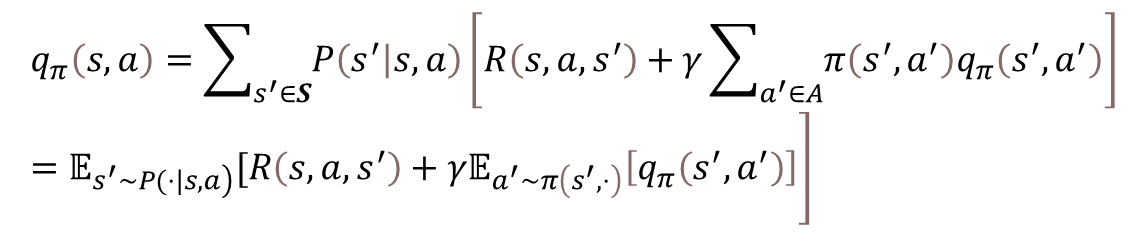 q_π(s, a) = ∑_{s′∈𝑺} P(s′|s, a) [R(s, a, s′) + γ ∑_{a′∈A} π(s′, a′)q_π(s′, a′)]
= 𝔼_{s′~P(·|s,a)}[R(s, a, s′) + γ𝔼_{a′~π(s′,·)}[q_π(s′, a′)]]